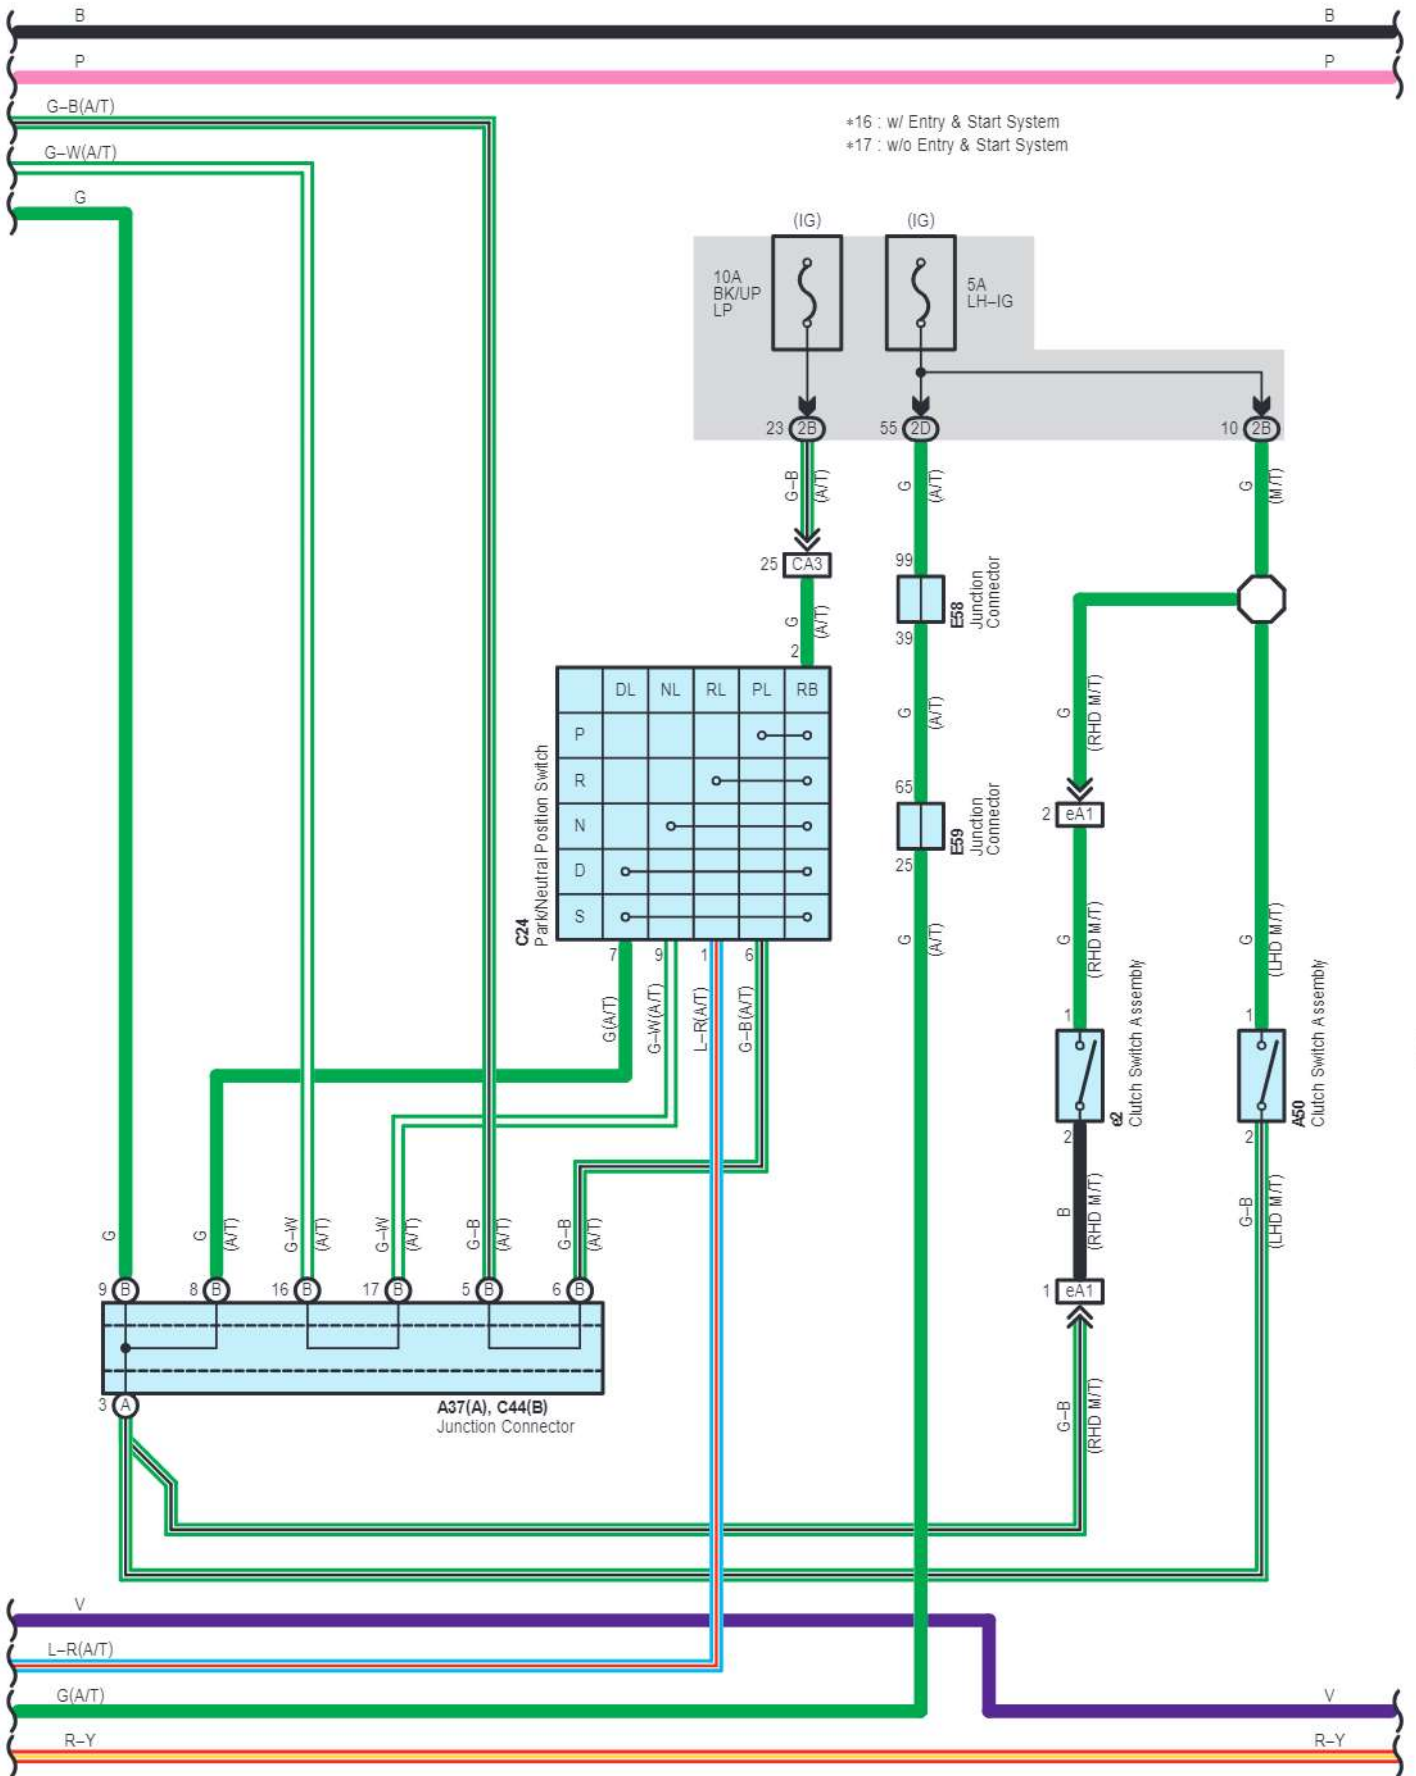 B
B
P
P
G–B(A/T)
∗16 : w/ Entry & Start System
G–W(A/T)
∗17 : w/o Entry & Start System
G
(IG)
(IG)
10A
BK/UP
LP
5A
LH–IG
23
2B
55
2D
10
2B
G–B
(A/T)
G
(A/T)
G
(M/T)
25
CA3
99
E58
Junction
Connector
39
G
(A/T)
2
DL
NL
RL
PL
RB
P
R
N
D
S
C24
Park/Neutral Position Switch
G
(A/T)
G
(RHD M/T)
65
E59
Junction
Connector
25
2
eA1
G
(A/T)
G
(RHD M/T)
G
(LHD M/T)
7
9
1
6
G(A/T)
G–W(A/T)
L–R(A/T)
G–B(A/T)
1
1
e2
Clutch Switch Assembly
A50
Clutch Switch Assembly
2
2
B
(RHD M/T)
G–B
(LHD M/T)
G
G
(A/T)
G–W
(A/T)
G–W
(A/T)
G–B
(A/T)
G–B
(A/T)
9
B
8
B
16
B
17
B
5
B
6
B
1
eA1
3
A
A37(A), C44(B)
Junction Connector
G–B
(RHD M/T)
V
L–R(A/T)
G(A/T)
V
R–Y
R–Y